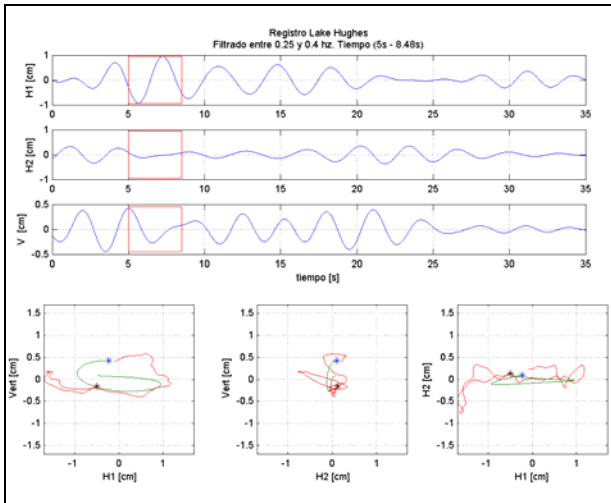 Registro Lake Hughes
Filtrado entre 0.25 y 0.4 hz. Tiempo (5s - 8.48s)
H1 [cm]
1
0
-1
0 5 10 15 20 25 30 35
H2 [cm]
1
0
-1
0 5 10 15 20 25 30 35
V [cm]
0.5
0
-0.5
0 5 10 15 20 25 30 35
tiempo [s]
Vert [cm]
1.5
1
0.5
0
-0.5
-1
-1.5
-1 0 1
H1 [cm]
Vert [cm]
1.5
1
0.5
0
-0.5
-1
-1.5
-1 0 1
H2 [cm]
H2 [cm]
1.5
1
0.5
0
-0.5
-1
-1.5
-1 0 1
H1 [cm]